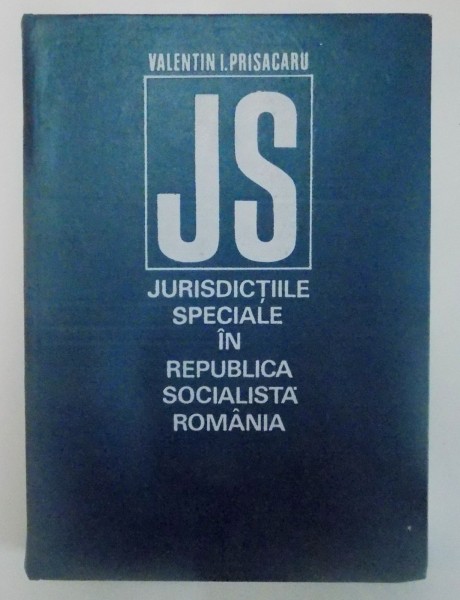 VALENTIN I. PRISACARU
JS
JURISDICȚIILE
SPECIALE
ÎN
REPUBLICA
SOCIALISTĂ
ROMÂNIA